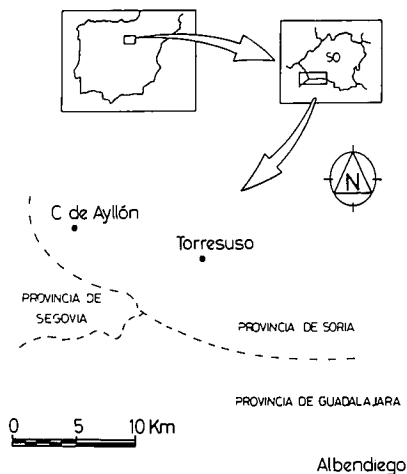 SO
N
C de Ayllón
Torresuso
PROVINCIA DE
SEGOVIA
PROVINCIA DE SORIA
PROVINCIA DE GUADALAJARA
0 5 10 Km
Albendiego